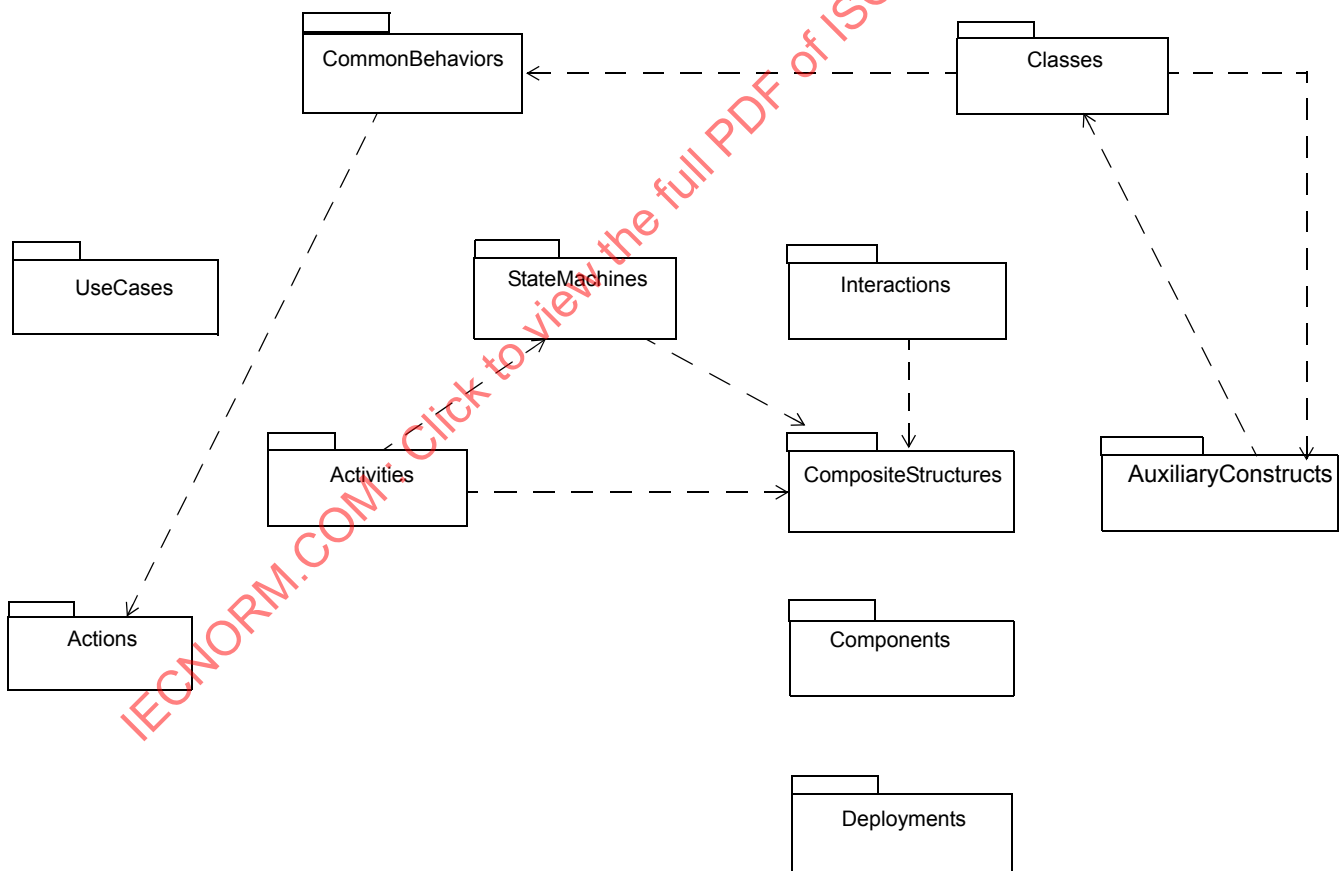 CommonBehaviors
Classes
UseCases
StateMachines
Interactions
Activities
CompositeStructures
AuxiliaryConstructs
Actions
Components
Deployments
IECNORM.COM : Click to view the full PDF of